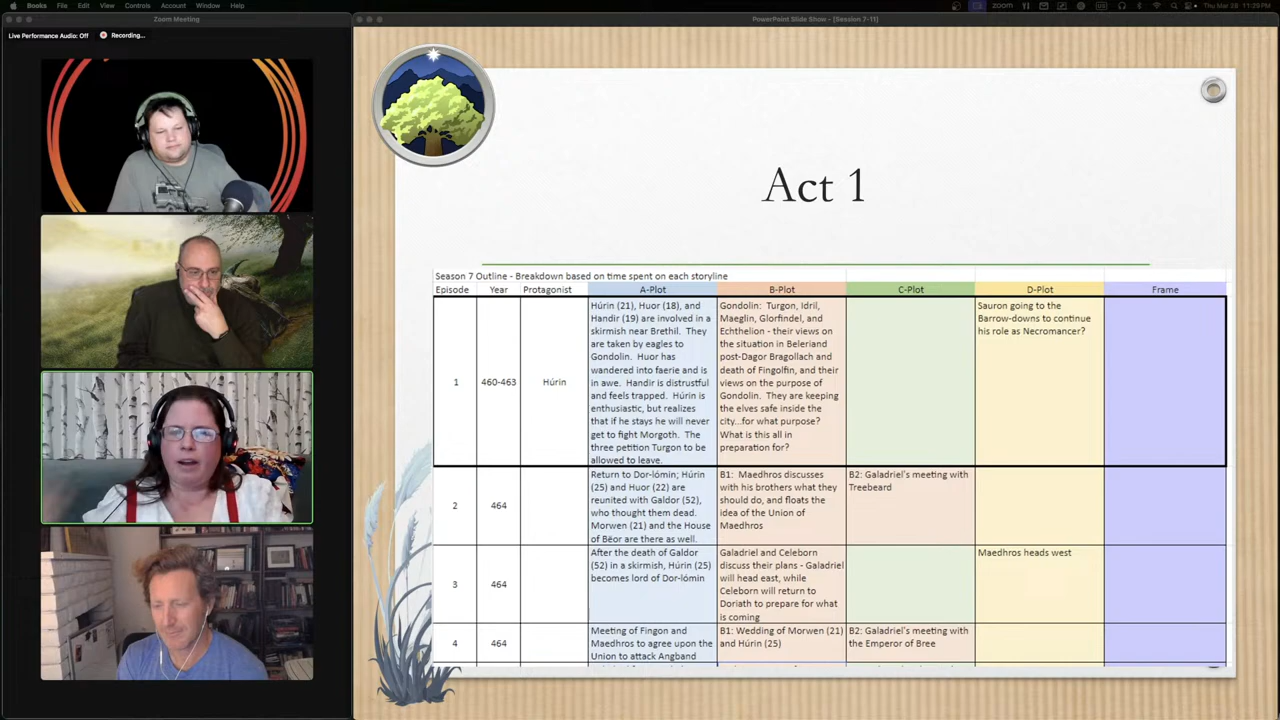 Books File Edit View Controls Account Window Help
zoom
Thu Mar 28 11:39 PM
Zoom Meeting
PowerPoint Slide Show - [Session 7-11]
Live Performance Audio: Off
Recording...
Act 1
Season 7 Outline - Breakdown based on time spent on each storyline
Episode Year Protagonist A-Plot B-Plot C-Plot D-Plot Frame
1
460-463
Húrin
Húrin (21), Huor (18), and
Handir (19) are involved in a
skirmish near Brethil. They
are taken by eagles to
Gondolin. Huor has
wandered into faerie and is
in awe. Handir is distrustful
and feels trapped. Húrin is
enthusiastic, but realizes
that if he stays he will never
get to fight Morgoth. The
three petition Turgon to be
allowed to leave.
Gondolin: Turgon, Idril,
Maeglin, Glorfindel, and
Echthelion - their views on
the situation in Beleriand
post-Dagor Bragollach and
death of Fingolfin, and their
views on the purpose of
Gondolin. They are keeping
the elves safe inside the
city...for what purpose?
What is this all in
preparation for?
Sauron going to the
Barrow-downs to continue
his role as Necromancer?
2
464
Return to Dor-lómin; Húrin
(25) and Huor (22) are
reunited with Galdor (52),
who thought them dead.
Morwen (21) and the House
of Bëor are there as well.
B1: Maedhros discusses
with his brothers what they
should do, and floats the
idea of the Union of
Maedhros
B2: Galadriel's meeting with
Treebeard
3
464
After the death of Galdor
(52) in a skirmish, Húrin (25)
becomes lord of Dor-lómin
Galadriel and Celeborn
discuss their plans - Galadriel
will head east, while
Celeborn will return to
Doriath to prepare for what
is coming
Maedhros heads west
4
464
Meeting of Fingon and
Maedhros to agree upon the
Union to attack Angband
B1: Wedding of Morwen (21)
and Húrin (25)
B2: Galadriel's meeting with
the Emperor of Bree